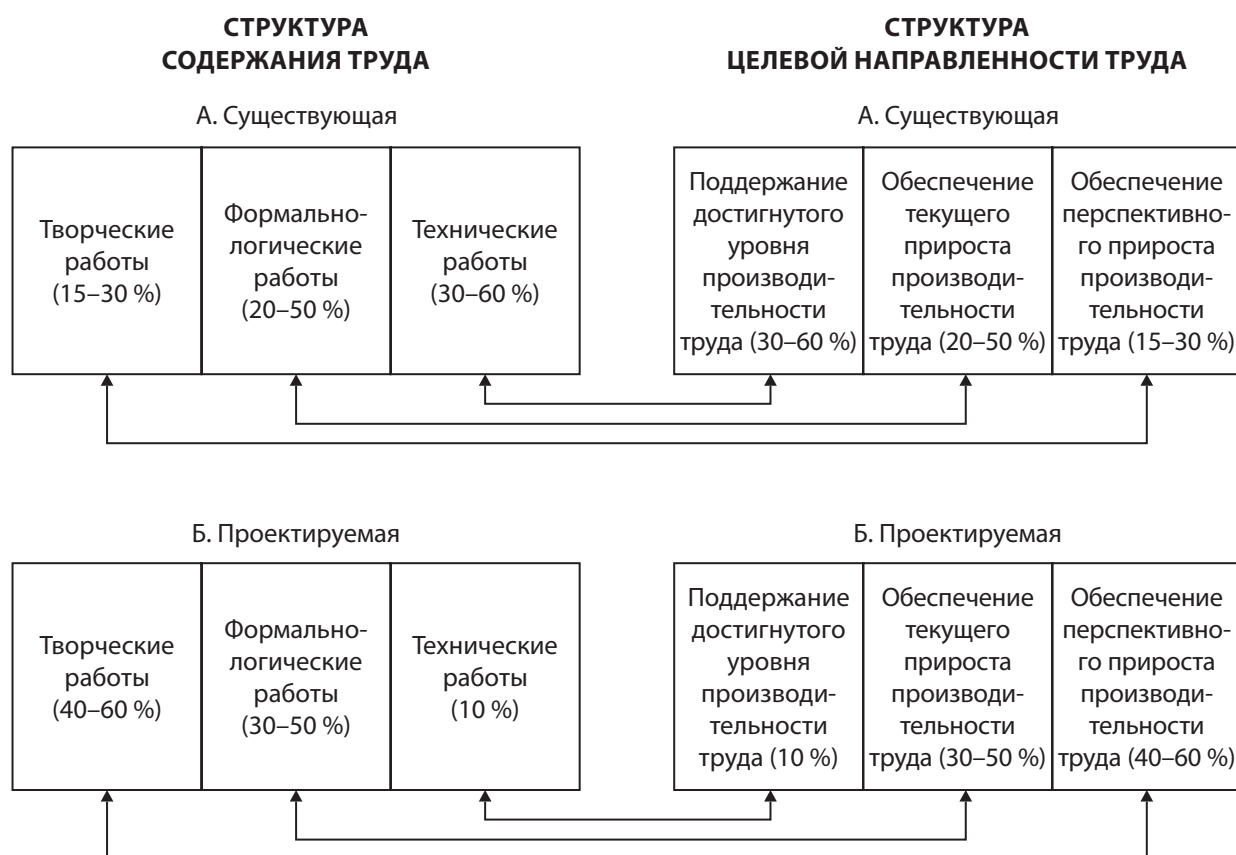 СТРУКТУРА
СОДЕРЖАНИЯ ТРУДА
А. Существующая
Творческие
работы
(15–30 %)
Формально-
логические
работы
(20–50 %)
Технические
работы
(30–60 %)
СТРУКТУРА
ЦЕЛЕВОЙ НАПРАВЛЕННОСТИ ТРУДА
А. Существующая
Поддержание
достигнутого
уровня
производи-
тельности
труда (30–60 %)
Обеспечение
текущего
прироста
производи-
тельности
труда (20–50 %)
Обеспечение
перспективно-
го прироста
производи-
тельности
труда (15–30 %)
Б. Проектируемая
Творческие
работы
(40–60 %)
Формально-
логические
работы
(30–50 %)
Технические
работы
(10 %)
Б. Проектируемая
Поддержание
достигнутого
уровня
производи-
тельности
труда (10 %)
Обеспечение
текущего
прироста
производи-
тельности
труда (30–50 %)
Обеспечение
перспективно-
го прироста
производи-
тельности
труда (40–60 %)